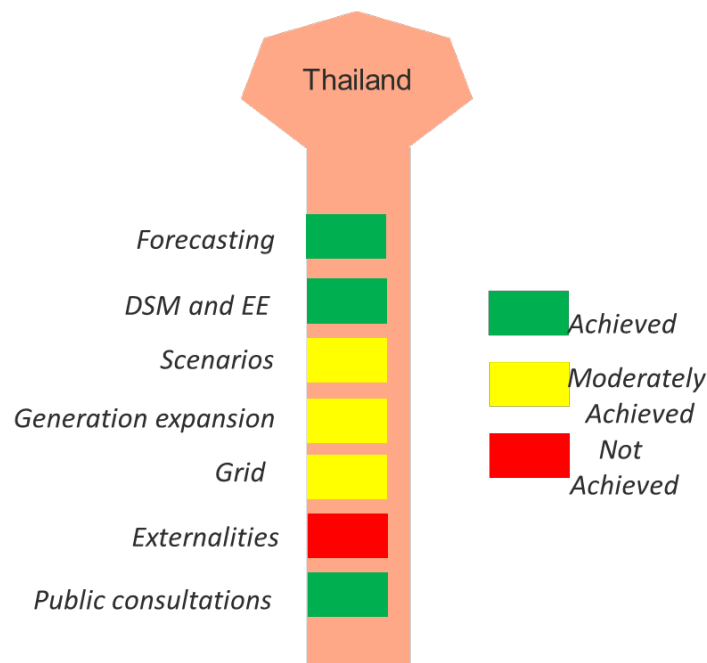 Thailand
Forecasting
DSM and EE
Scenarios
Generation expansion
Grid
Externalities
Public consultations
Achieved
Moderately
Achieved
Not
Achieved